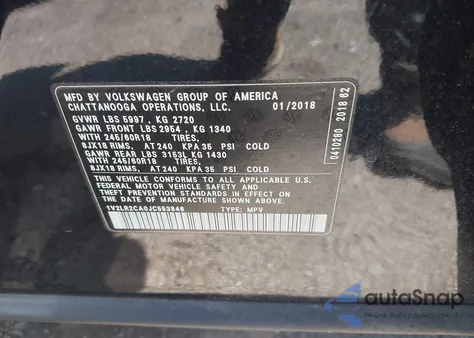 MFD BY VOLKSWAGEN GROUP OF AMERICA
CHATTANOOGA OPERATIONS, LLC. 01/2018
GVWR LBS 5997 , KG 2720
GAWR FRONT LBS 2954 , KG 1340
WITH 245/60R18 TIRES,
8JX18 RIMS, AT 240 KPA 35 PSI COLD
GAWR REAR LBS 3153, KG 1430
WITH 245/60R18 TIRES,
8JX18 RIMS, AT 240 KPA 35 PSI COLD
THIS VEHICLE CONFORMS TO ALL APPLICABLE U.S.
FEDERAL MOTOR VEHICLE SAFETY, BUMPER, AND
THEFT PREVENTION STANDARDS IN EFFECT ON THE
DATE OF MANUFACTURE SHOWN ABOVE.
1V2LR2CA0JC553846 TYPE: MPV
0410280 2018 62
autoSnap